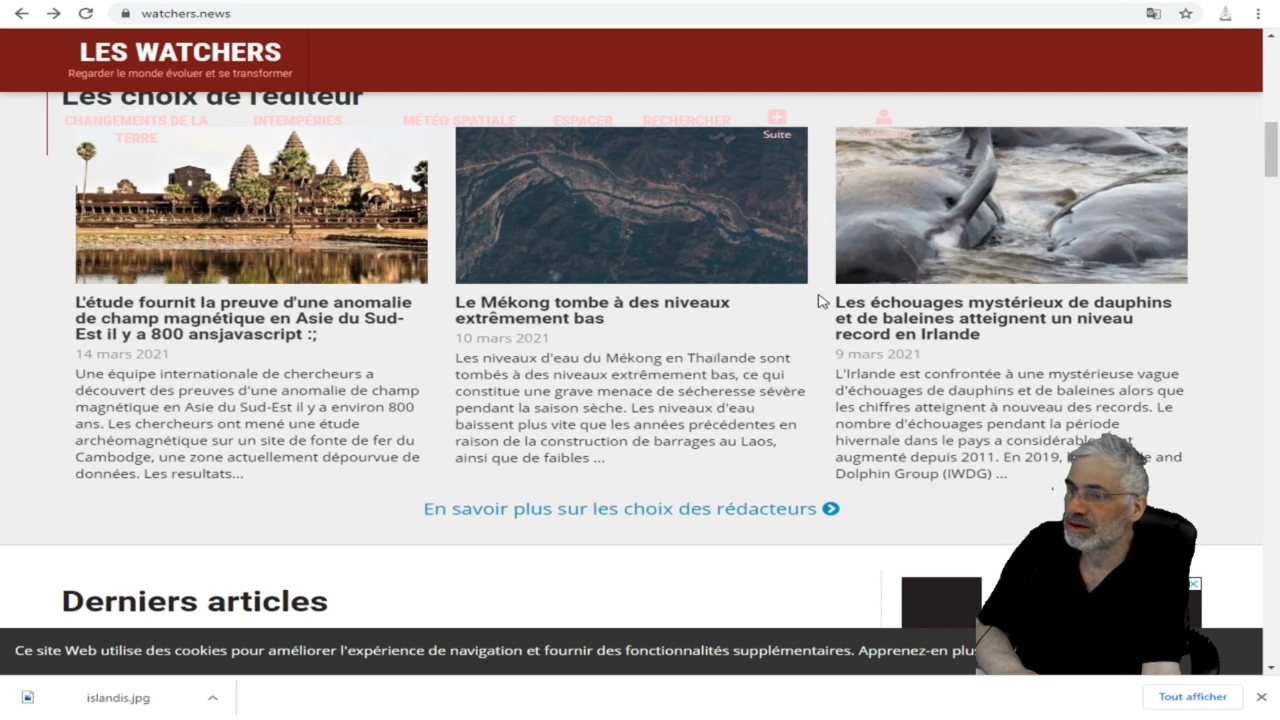 watchers.news
LES WATCHERS
Regarder le monde évoluer et se transformer
Les choix de l'éditeur
CHANGEMENTS DE LA
TERRE
INTEMPÉRIES
MÉTÉO SPATIALE
ESPACER
RECHERCHER
Suite
L'étude fournit la preuve d'une anomalie
de champ magnétique en Asie du Sud-
Est il y a 800 ansjavascript :;
14 mars 2021
Une équipe internationale de chercheurs a
découvert des preuves d'une anomalie de champ
magnétique en Asie du Sud-Est il y a environ 800
ans. Les chercheurs ont mené une étude
archéomagnétique sur un site de fonte de fer du
Cambodge, une zone actuellement dépourvue de
données. Les resultats...
Le Mékong tombe à des niveaux
extrêmement bas
10 mars 2021
Les niveaux d'eau du Mékong en Thaïlande sont
tombés à des niveaux extrêmement bas, ce qui
constitue une grave menace de sécheresse sévère
pendant la saison sèche. Les niveaux d'eau
baissent plus vite que les années précédentes en
raison de la construction de barrages au Laos,
ainsi que de faibles ...
Les échouages mystérieux de dauphins
et de baleines atteignent un niveau
record en Irlande
9 mars 2021
L'Irlande est confrontée à une mystérieuse vague
d'échouages de dauphins et de baleines alors que
les chiffres atteignent à nouveau des records. Le
nombre d'échouages pendant la période
hivernale dans le pays a
augmenté depuis 2011. En 2019, and
Dolphin Group (IWDG) ...
En savoir plus sur les choix des rédacteurs
Derniers articles
Ce site Web utilise des cookies pour améliorer l'expérience de navigation et fournir des fonctionnalités supplémentaires. Apprenez-en
islandis.jpg
Tout afficher